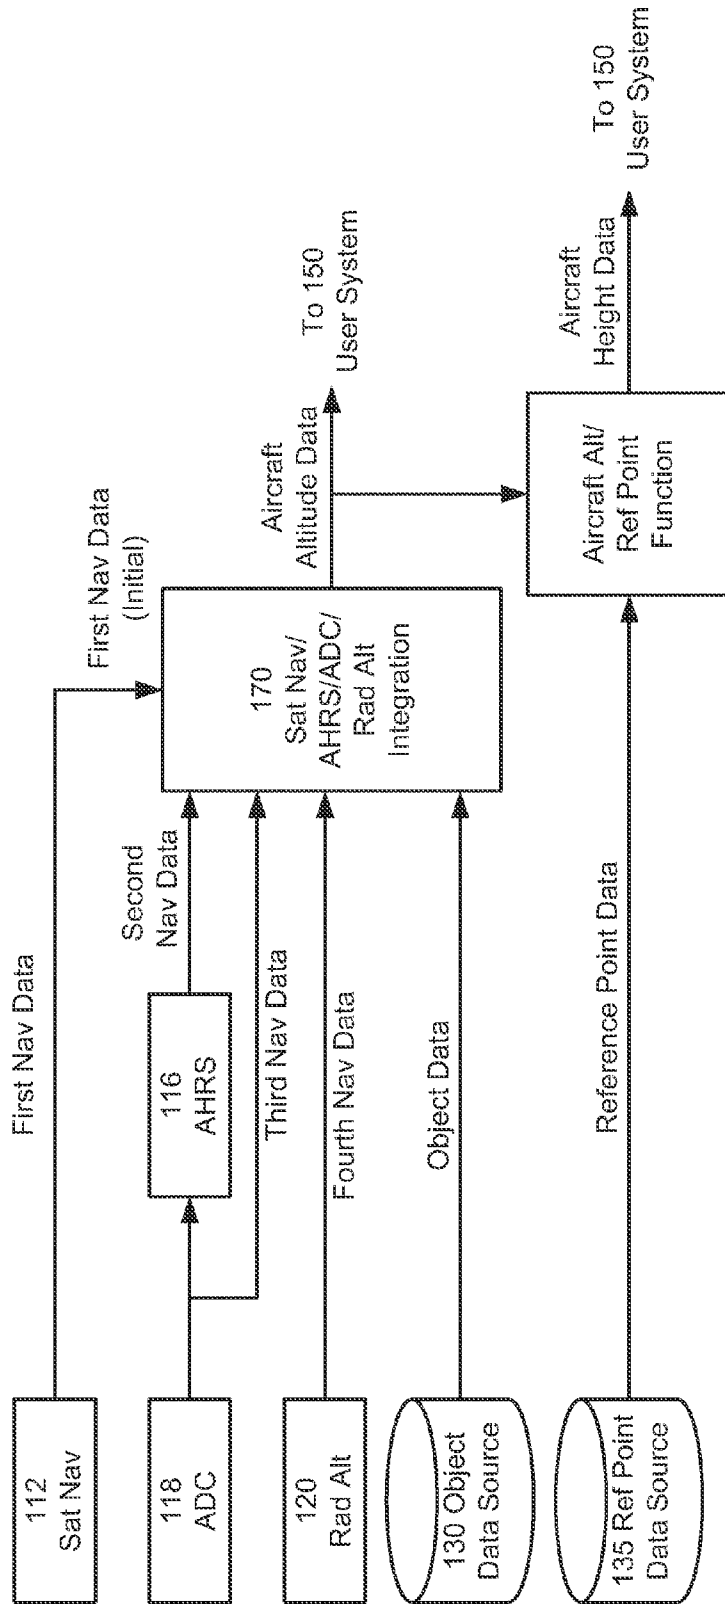 112
Sat Nav
118
ADC
120
Rad Alt
130 Object
Data Source
135 Ref Point
Data Source
First Nav Data
116
AHRS
Second
Nav Data
Third Nav Data
Fourth Nav Data
Object Data
Reference Point Data
First Nav Data
(Initial)
170
Sat Nav/
AHRS/ADC/
Rad Alt
Integration
Aircraft
Altitude Data
To 150
User System
Aircraft Alt/
Ref Point
Function
Aircraft
Height Data
To 150
User System